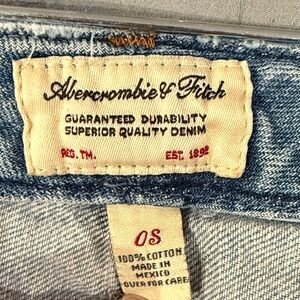 Abercrombie & Fitch
GUARANTEED DURABILITY
SUPERIOR QUALITY DENIM
REG. TM. EST. 1892
0S
100% COTTON
MADE IN
MEXICO
OVER FOR CARE